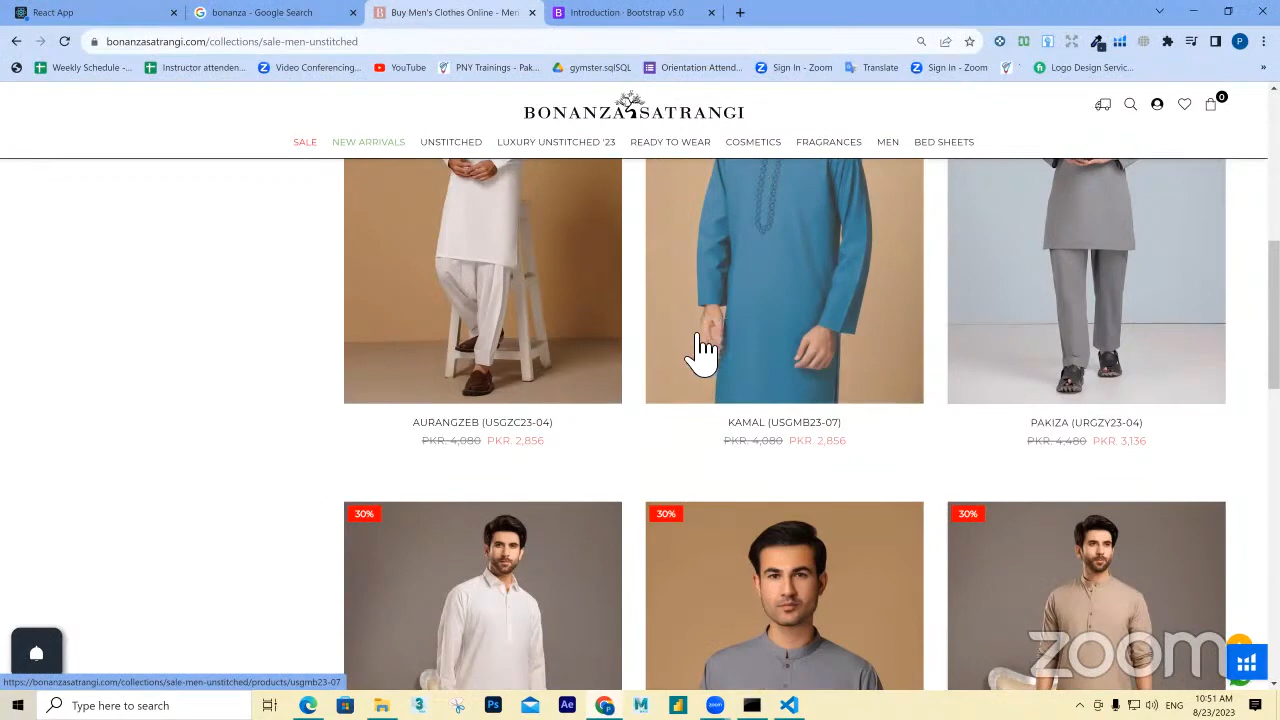 React App
bonanza - Google Search
Buy Men's Clothes Online - Men
Introduction · Bootstrap v5.0
bonanzasatrangi.com/collections/sale-men-unstitched
P
Weekly Schedule -...
Instructor attenden...
Video Conferencing...
YouTube
PNY Trainings - Pak...
gymster.sqlSQL
Orientation Attend...
Sign In - Zoom
Translate
Sign In - Zoom
Logo Design Servic...
»
BONANZA SATRANGI
0
SALE
NEW ARRIVALS
UNSTITCHED
LUXURY UNSTITCHED '23
READY TO WEAR
COSMETICS
FRAGRANCES
MEN
BED SHEETS
AURANGZEB (USGZC23-04)
PKR. 4,080 PKR. 2,856
KAMAL (USGMB23-07)
PKR. 4,080 PKR. 2,856
PAKIZA (URGZY23-04)
PKR. 4,480 PKR. 3,136
30%
30%
30%
zoom
https://bonanzasatrangi.com/collections/sale-men-unstitched/products/usgmb23-07
Type here to search
Ps
Ae
zoom
ENG
10:51 AM
8/23/2023